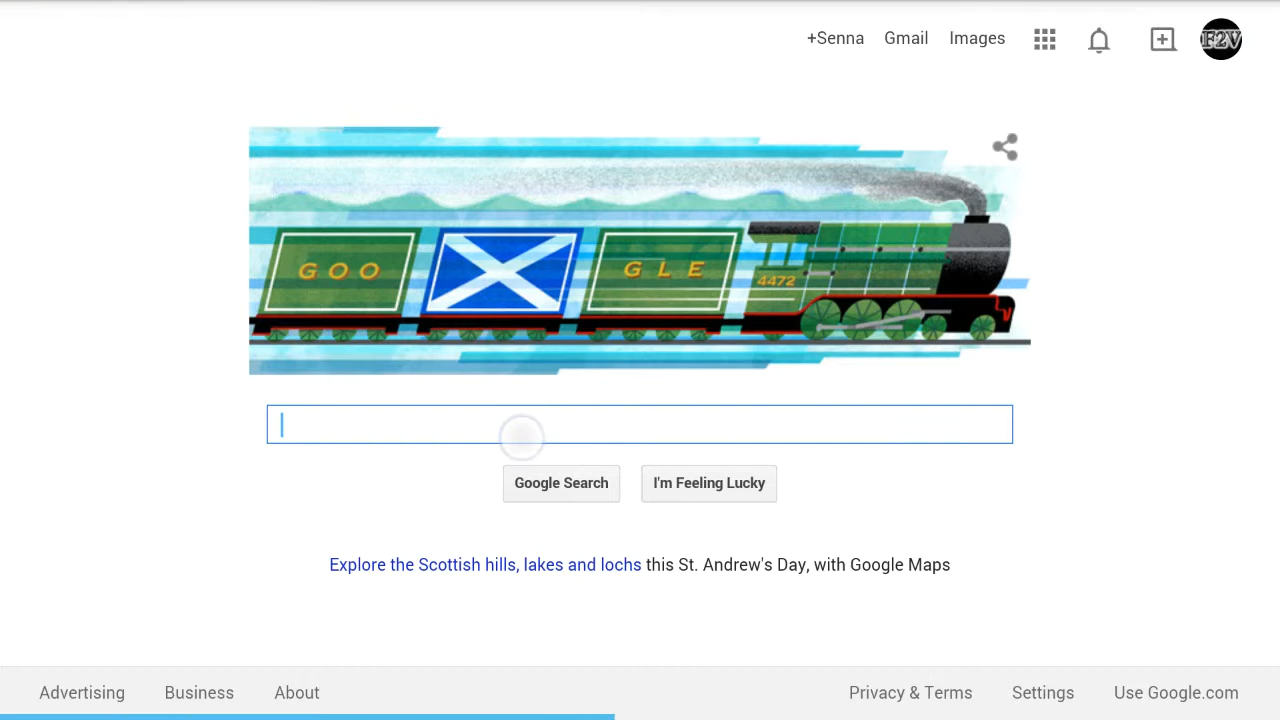 +Senna Gmail Images
F2V
GOO GLE
4472
Google Search I'm Feeling Lucky
Explore the Scottish hills, lakes and lochs this St. Andrew's Day, with Google Maps
Advertising Business About Privacy & Terms Settings Use Google.com